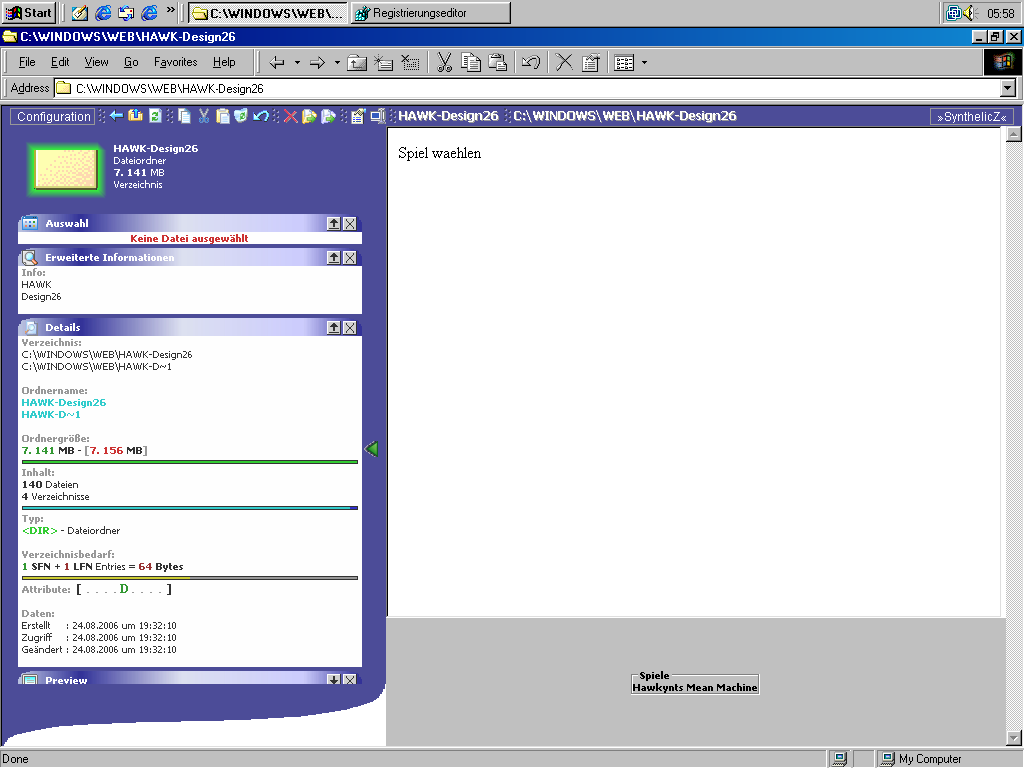 Start
»
C:\WINDOWS\WEB\...
Registrierungseditor
05:58
C:\WINDOWS\WEB\HAWK-Design26
File Edit View Go Favorites Help
Address C:\WINDOWS\WEB\HAWK-Design26
Configuration
HAWK-Design26 C:\WINDOWS\WEB\HAWK-Design26
»SynthelicZ«
HAWK-Design26
Dateiordner
7. 141 MB
Verzeichnis
Spiel waehlen
Auswahl
Keine Datei ausgewählt
Erweiterte Informationen
Info:
HAWK
Design26
Details
Verzeichnis:
C:\WINDOWS\WEB\HAWK-Design26
C:\WINDOWS\WEB\HAWK-D~1
Ordnername:
HAWK-Design26
HAWK-D~1
Ordnergröße:
7. 141 MB - [7. 156 MB]
Inhalt:
140 Dateien
4 Verzeichnisse
Typ:
<DIR> - Dateiordner
Verzeichnisbedarf:
1 SFN + 1 LFN Entries = 64 Bytes
Attribute: [ . . . . D . . . . ]
Daten:
Erstellt : 24.08.2006 um 19:32:10
Zugriff : 24.08.2006 um 19:32:10
Geändert : 24.08.2006 um 19:32:10
Preview
Spiele
Hawkynts Mean Machine
Done
My Computer